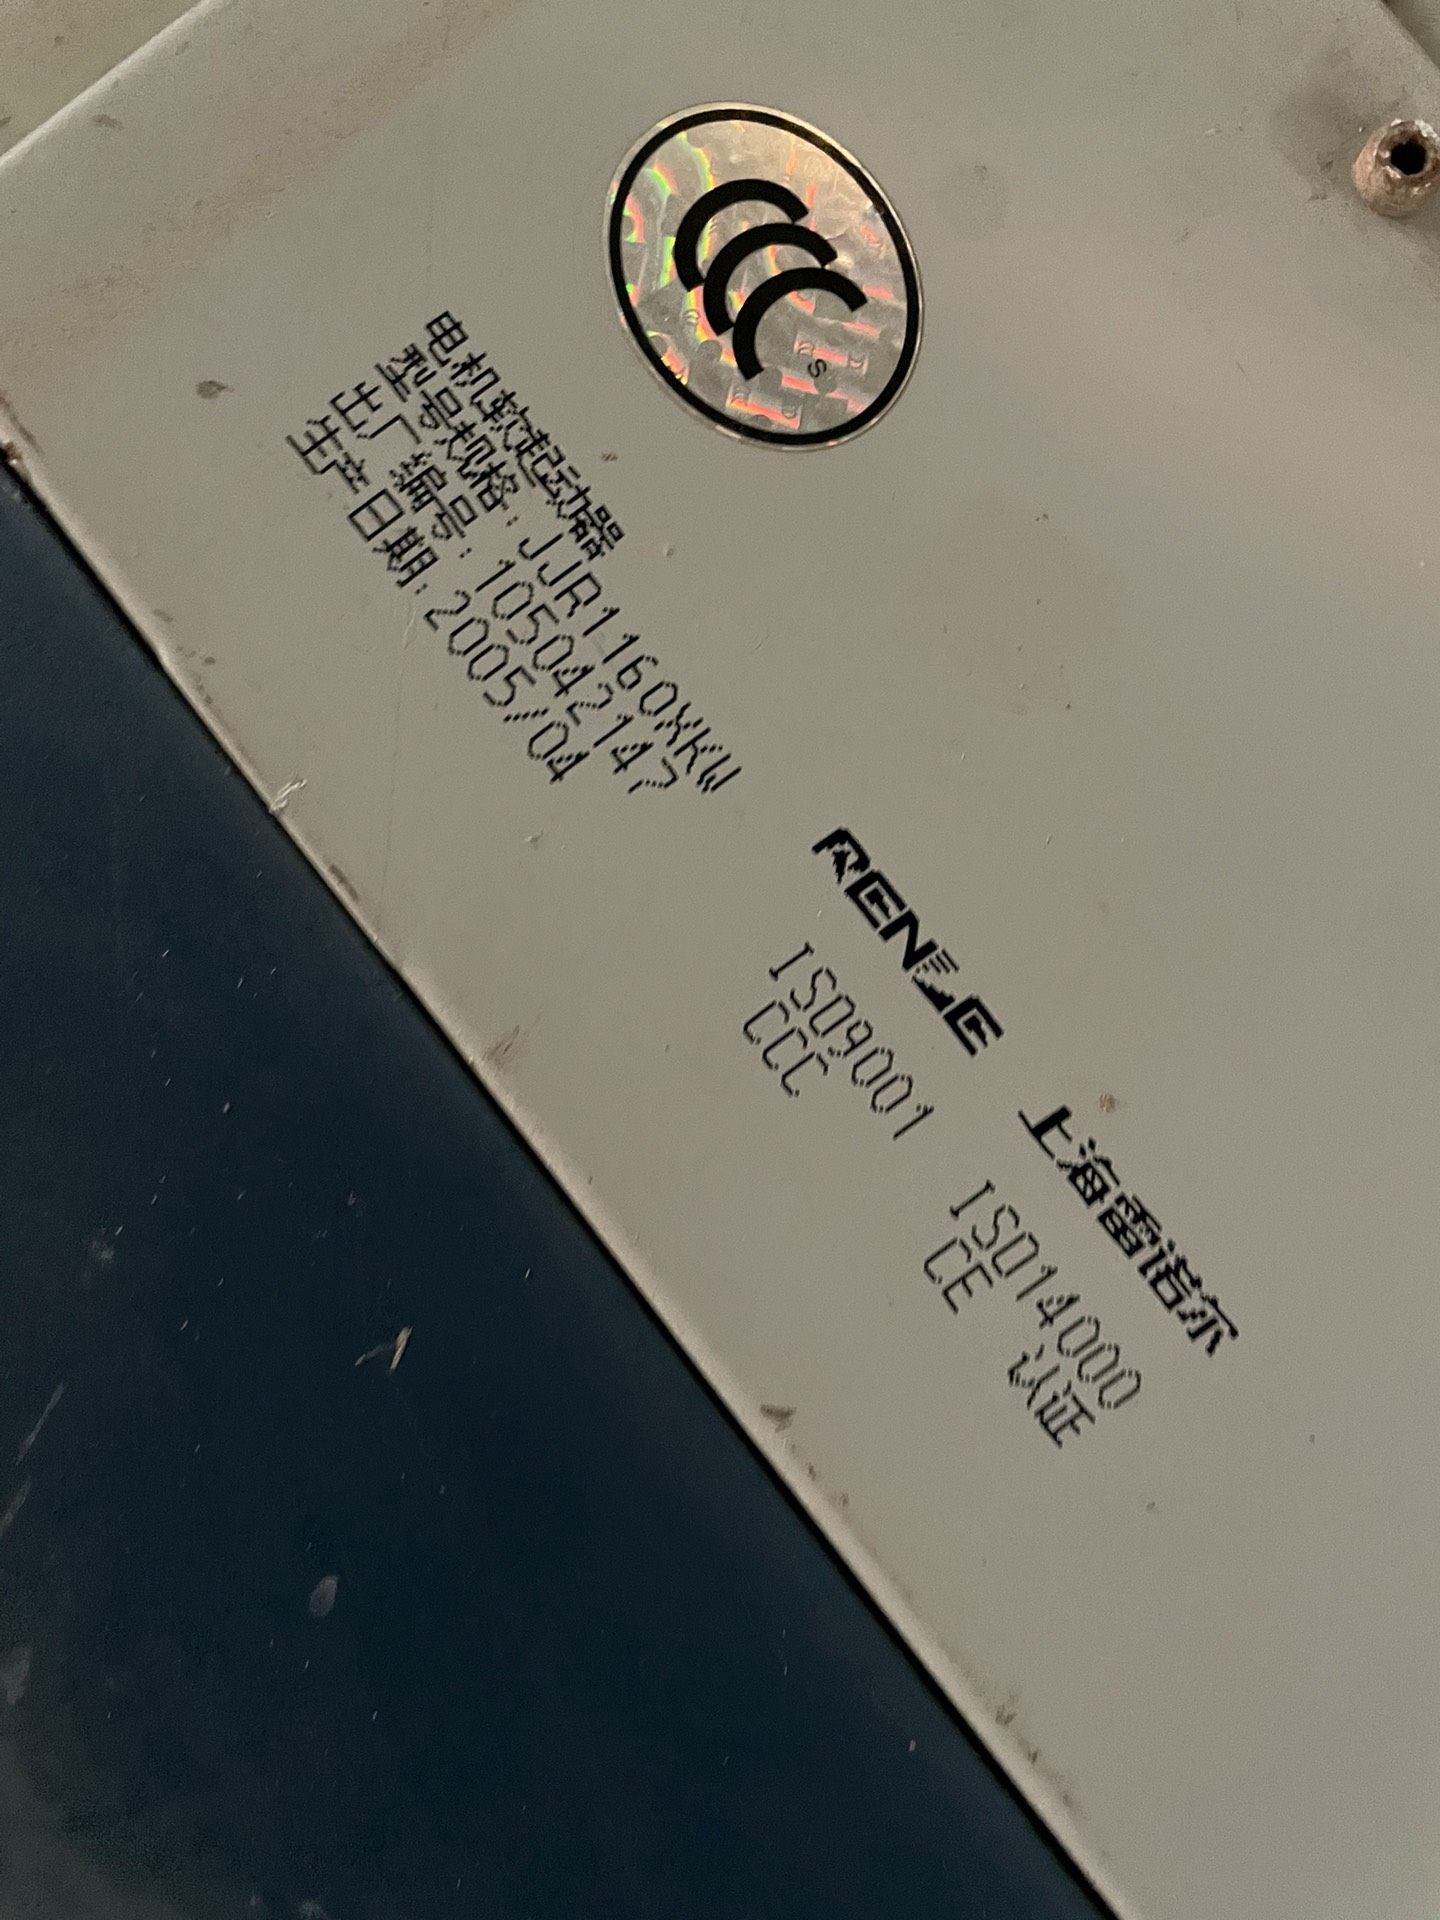 CCC
S
电机软起动器
型号规格:JJR1160XKW
出厂编号:105042147
生产日期:2005/04
RENLE 上海雷诺尔
ISO9001 ISO14000
CCC CE 认证